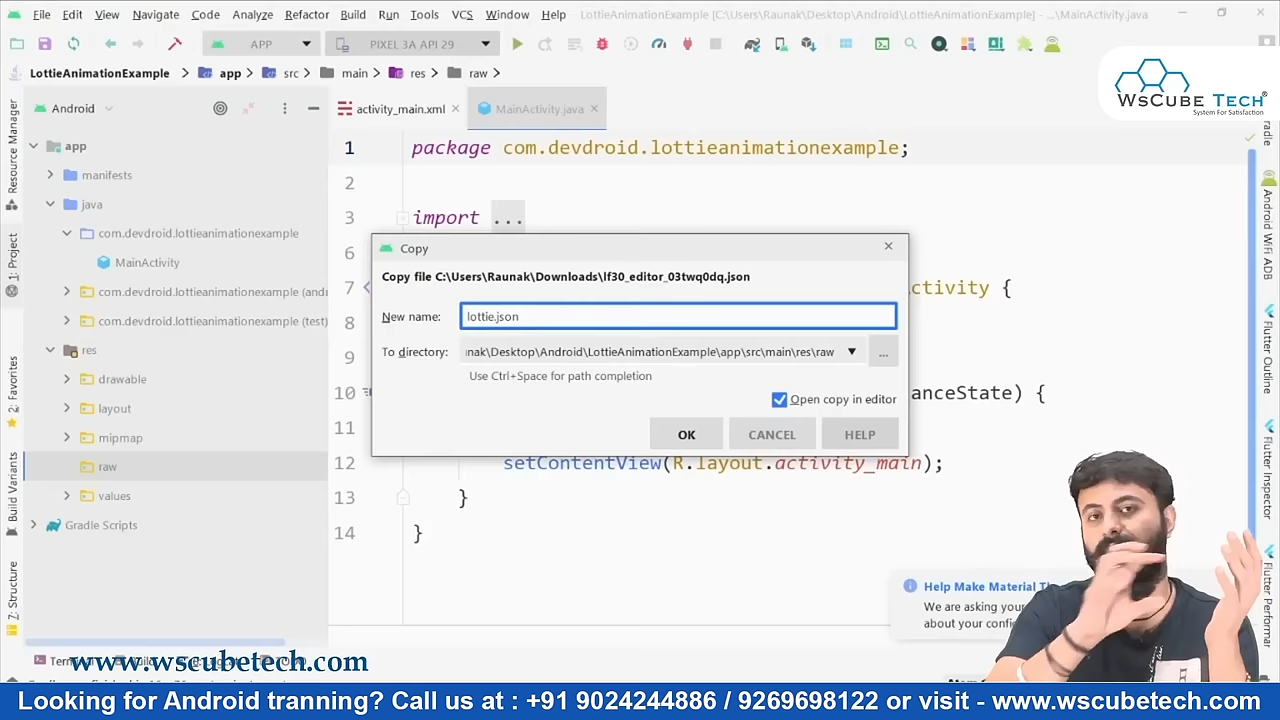 File Edit View Navigate Code Analyze Refactor Build Run Tools VCS Window Help LottieAnimationExample [C:\Users\Raunak\Desktop\Android\LottieAnimationExample] - ...\MainActivity.java
APP PIXEL 3A API 29
LottieAnimationExample app src main res raw
WsCube Tech®
System For Satisfaction
Android
activity_main.xml
MainActivity.java
Resource Manager
1: Project
2: Favorites
Build Variants
7: Structure
app
manifests
java
com.devdroid.lottieanimationexample
MainActivity
com.devdroid.lottieanimationexample (andr
com.devdroid.lottieanimationexample (test)
res
drawable
layout
mipmap
raw
values
Gradle Scripts
1 package com.devdroid.lottieanimationexample;
2
3 import ...
6
7 ctivity {
8
9
10 anceState) {
11
12 setContentView(R.layout.activity_main);
13 }
14 }
Copy
Copy file C:\Users\Raunak\Downloads\lf30_editor_03twq0dq.json
New name: lottie.json
To directory: ınak\Desktop\Android\LottieAnimationExample\app\src\main\res\raw ...
Use Ctrl+Space for path completion
Open copy in editor
OK CANCEL HELP
Android WiFi ADB
Flutter Outline
Flutter Inspector
Flutter Performar
Help Make Material Th
We are asking your
about your confi
www.wscubetech.com
Looking for Android tranning? Call us at : +91 9024244886 / 9269698122 or visit - www.wscubetech.com